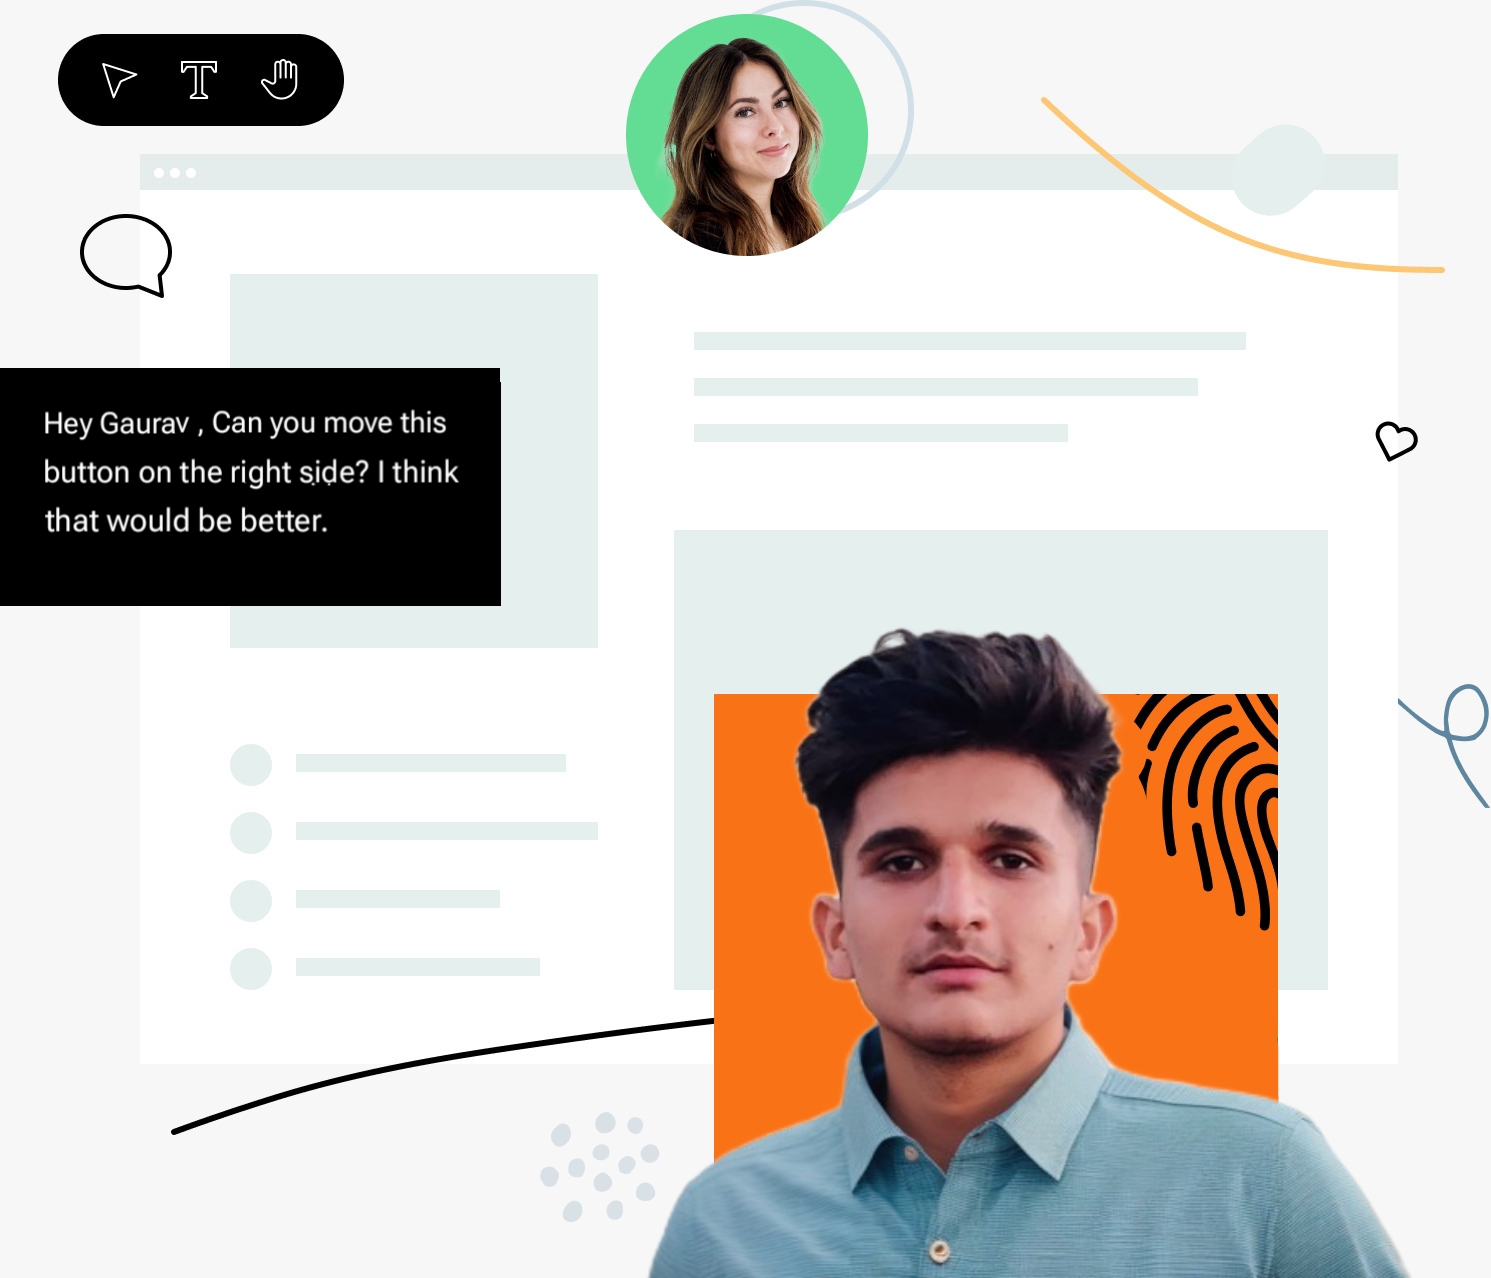 Hey Gaurav , Can you move this
button on the right side? I think
that would be better.